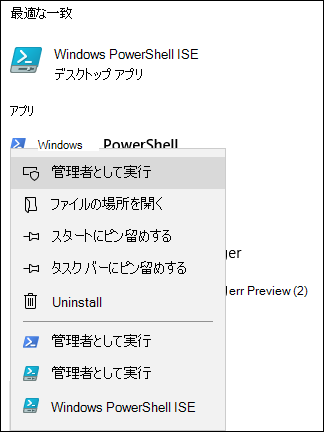 最適な一致
Windows PowerShell ISE
デスクトップ アプリ
アプリ
Windows PowerShell
管理者として実行
ファイルの場所を開く
スタートにピン留めする
タスク バーにピン留めする
ger
Uninstall
err Preview (2)
管理者として実行
管理者として実行
Windows PowerShell ISE